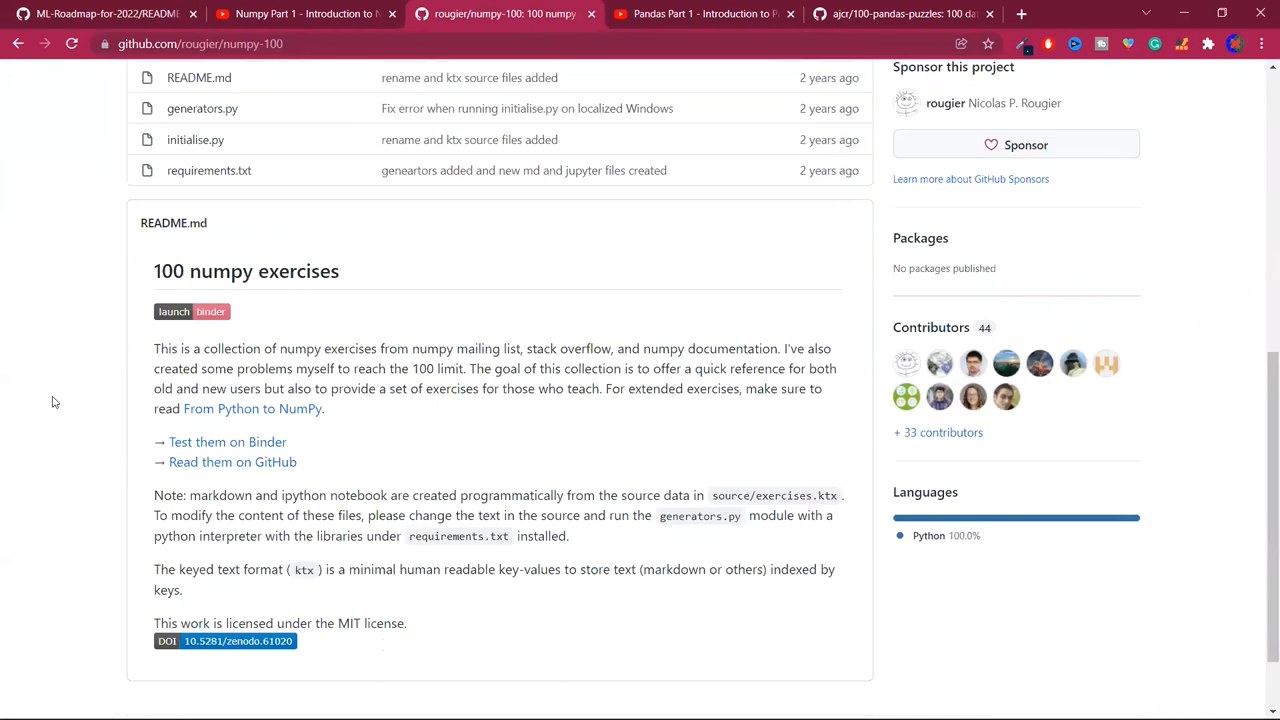 ML-Roadmap-for-2022/README
Numpy Part 1 - Introduction to N
rougier/numpy-100: 100 numpy
Pandas Part 1 - Introduction to P
ajcr/100-pandas-puzzles: 100 da
github.com/rougier/numpy-100
README.md rename and ktx source files added 2 years ago
generators.py Fix error when running initialise.py on localized Windows 2 years ago
initialise.py rename and ktx source files added 2 years ago
requirements.txt geneartors added and new md and jupyter files created 2 years ago
README.md
100 numpy exercises
launch binder
This is a collection of numpy exercises from numpy mailing list, stack overflow, and numpy documentation. I've also
created some problems myself to reach the 100 limit. The goal of this collection is to offer a quick reference for both
old and new users but also to provide a set of exercises for those who teach. For extended exercises, make sure to
read From Python to NumPy.
→ Test them on Binder
→ Read them on GitHub
Note: markdown and ipython notebook are created programmatically from the source data in source/exercises.ktx .
To modify the content of these files, please change the text in the source and run the generators.py module with a
python interpreter with the libraries under requirements.txt installed.
The keyed text format ( ktx ) is a minimal human readable key-values to store text (markdown or others) indexed by
keys.
This work is licensed under the MIT license.
DOI 10.5281/zenodo.61020
Sponsor this project
rougier Nicolas P. Rougier
Sponsor
Learn more about GitHub Sponsors
Packages
No packages published
Contributors 44
+ 33 contributors
Languages
Python 100.0%